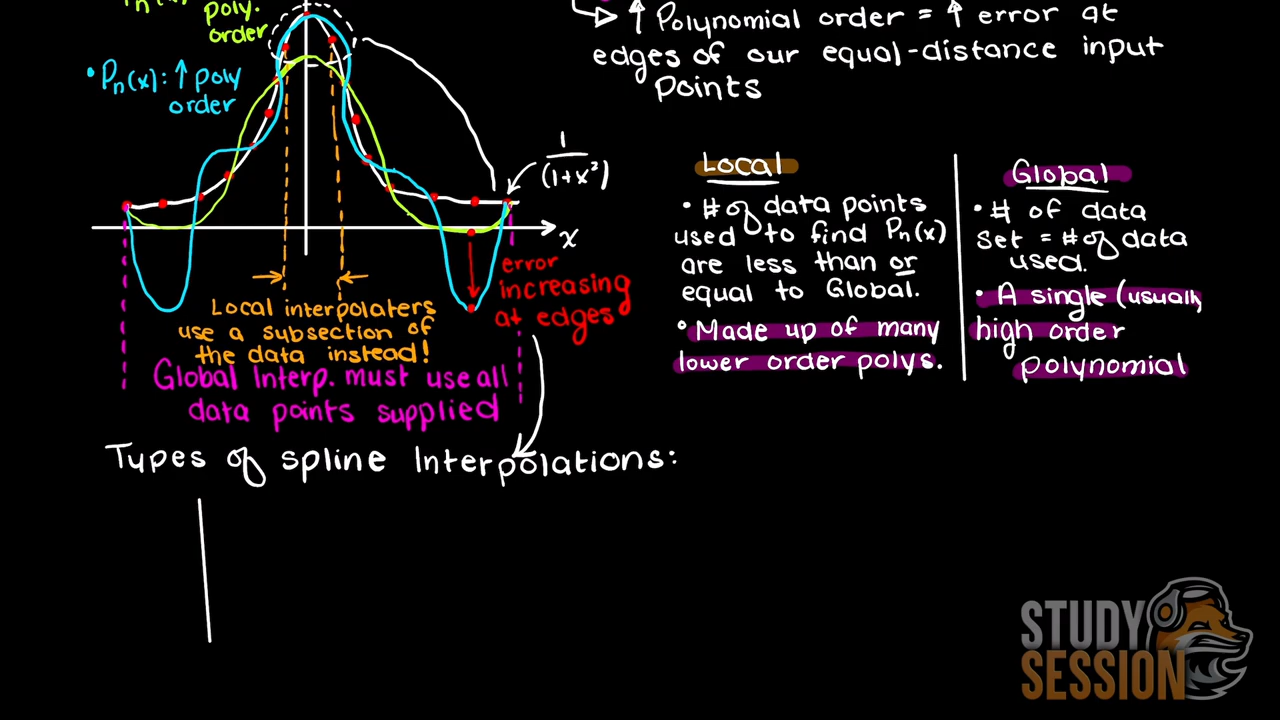 poly.
order
• Pn(x): ↑ poly
order
↑ Polynomial order = ↑ error at
edges of our equal-distance input
points
1
(1+x²)
x
error
increasing
at edges
Local interpolaters
use a subsection of
the data instead!
Global Interp. must use all
data points supplied
Local
• # of data points
used to find Pn(x)
are less than or
equal to Global.
• Made up of many
lower order polys.
Global
• # of data
set = # of data
used.
• A single (usually
high order
polynomial
Types of spline Interpolations:
STUDY
SESSION